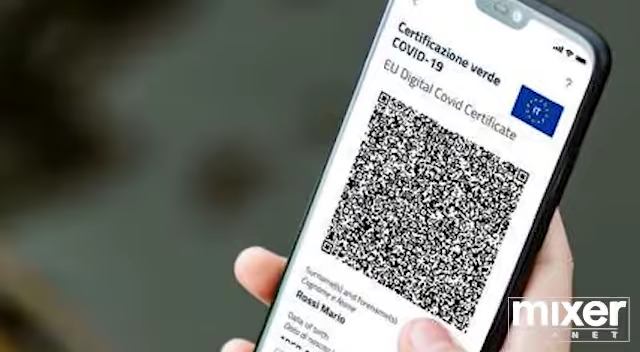 Certificazione verde
COVID-19
?
EU Digital Covid Certificate
IT
Surname(s) and forename(s)
Cognome e Nome
Rossi Mario
Date of birth
Data di nascita
mixer
PLANET